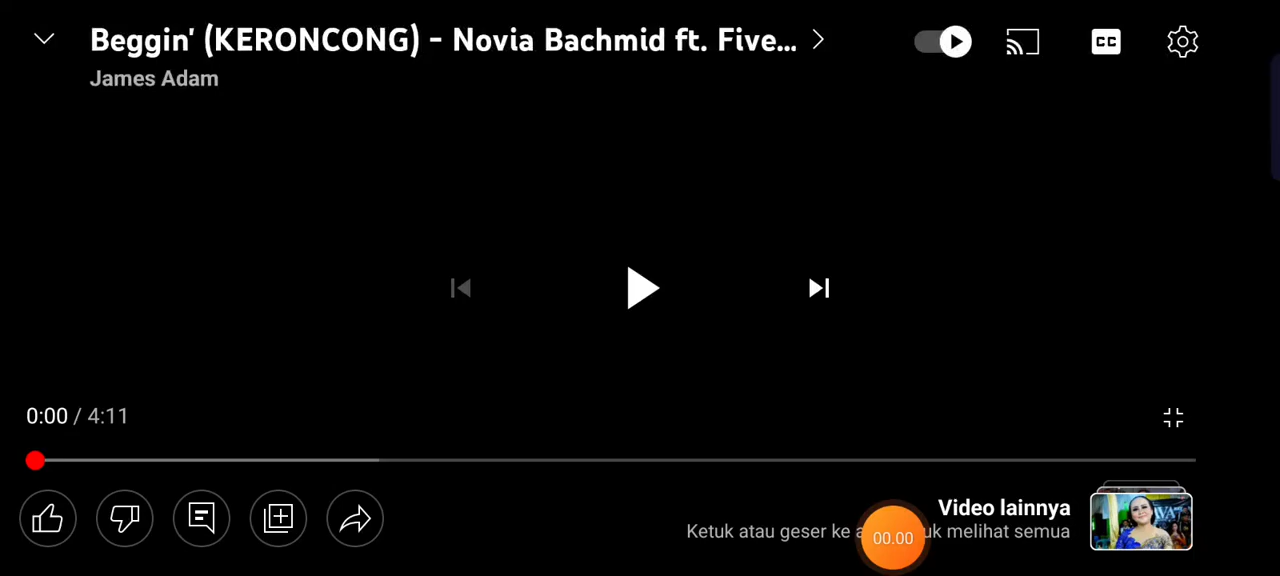 Beggin' (KERONCONG) - Novia Bachmid ft. Five...
James Adam
CC
0:00 / 4:11
Video lainnya
Ketuk atau geser ke melihat semua
00.00